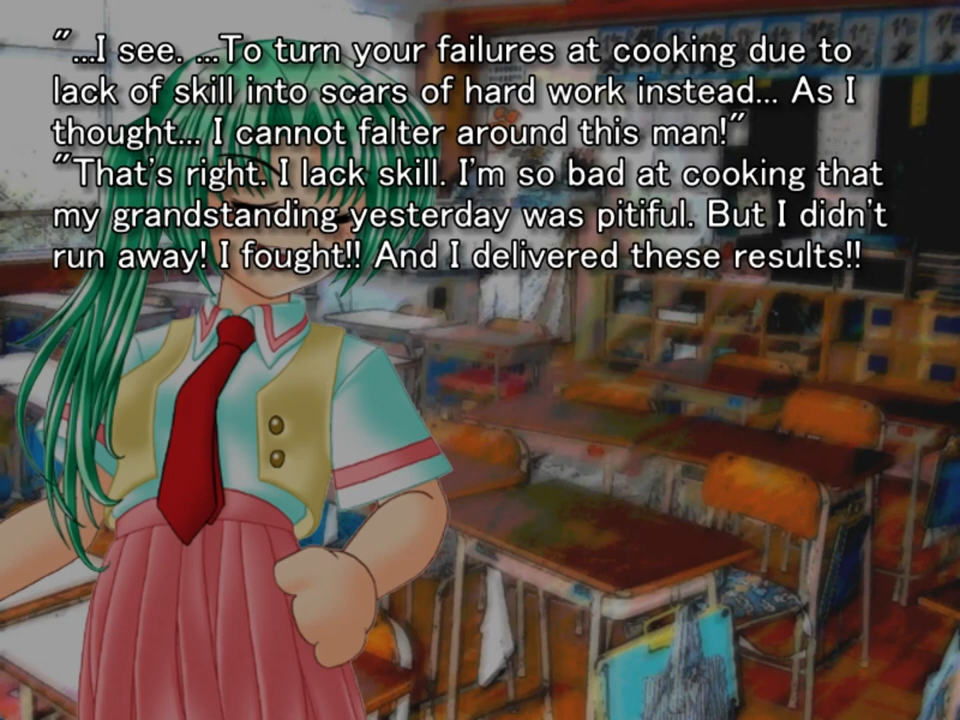 "...I see. ...To turn your failures at cooking due to
lack of skill into scars of hard work instead... As I
thought... I cannot falter around this man!"
"That's right. I lack skill. I'm so bad at cooking that
my grandstanding yesterday was pitiful. But I didn't
run away! I fought!! And I delivered these results!!